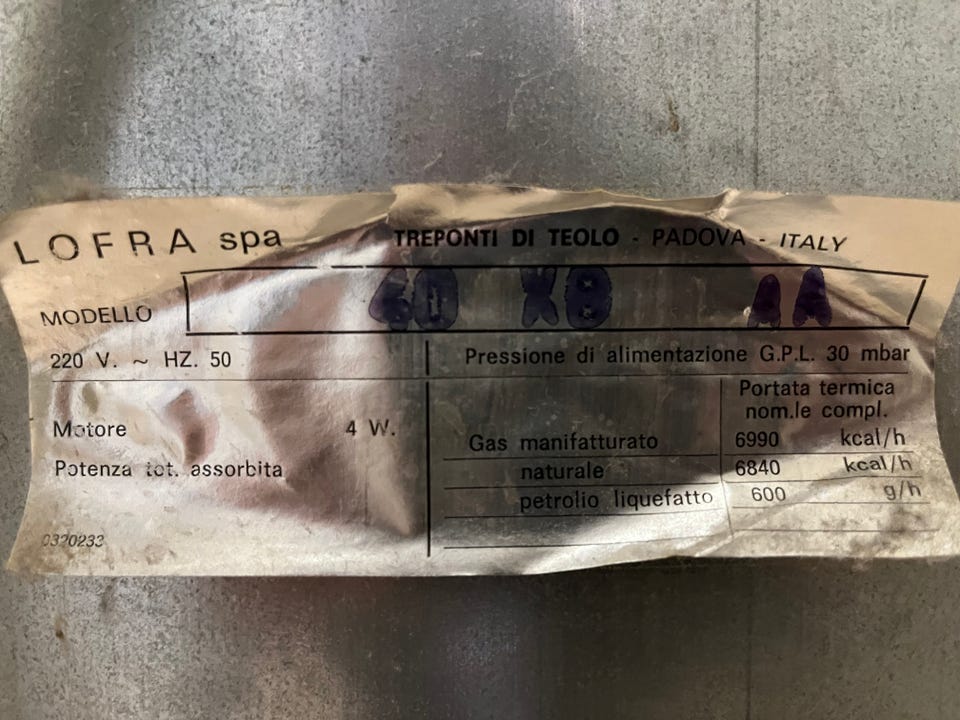 LOFRA spa TREPONTI DI TEOLO - PADOVA - ITALY
MODELLO 60 XB AA
220 V. ~ HZ. 50 Pressione di alimentazione G.P.L. 30 mbar
Portata termica
nom.le compl.
Motore 4 W.
Gas manifatturato 6990 kcal/h
Potenza tot. assorbita
naturale 6840 kcal/h
petrolio liquefatto 600 g/h
0320233